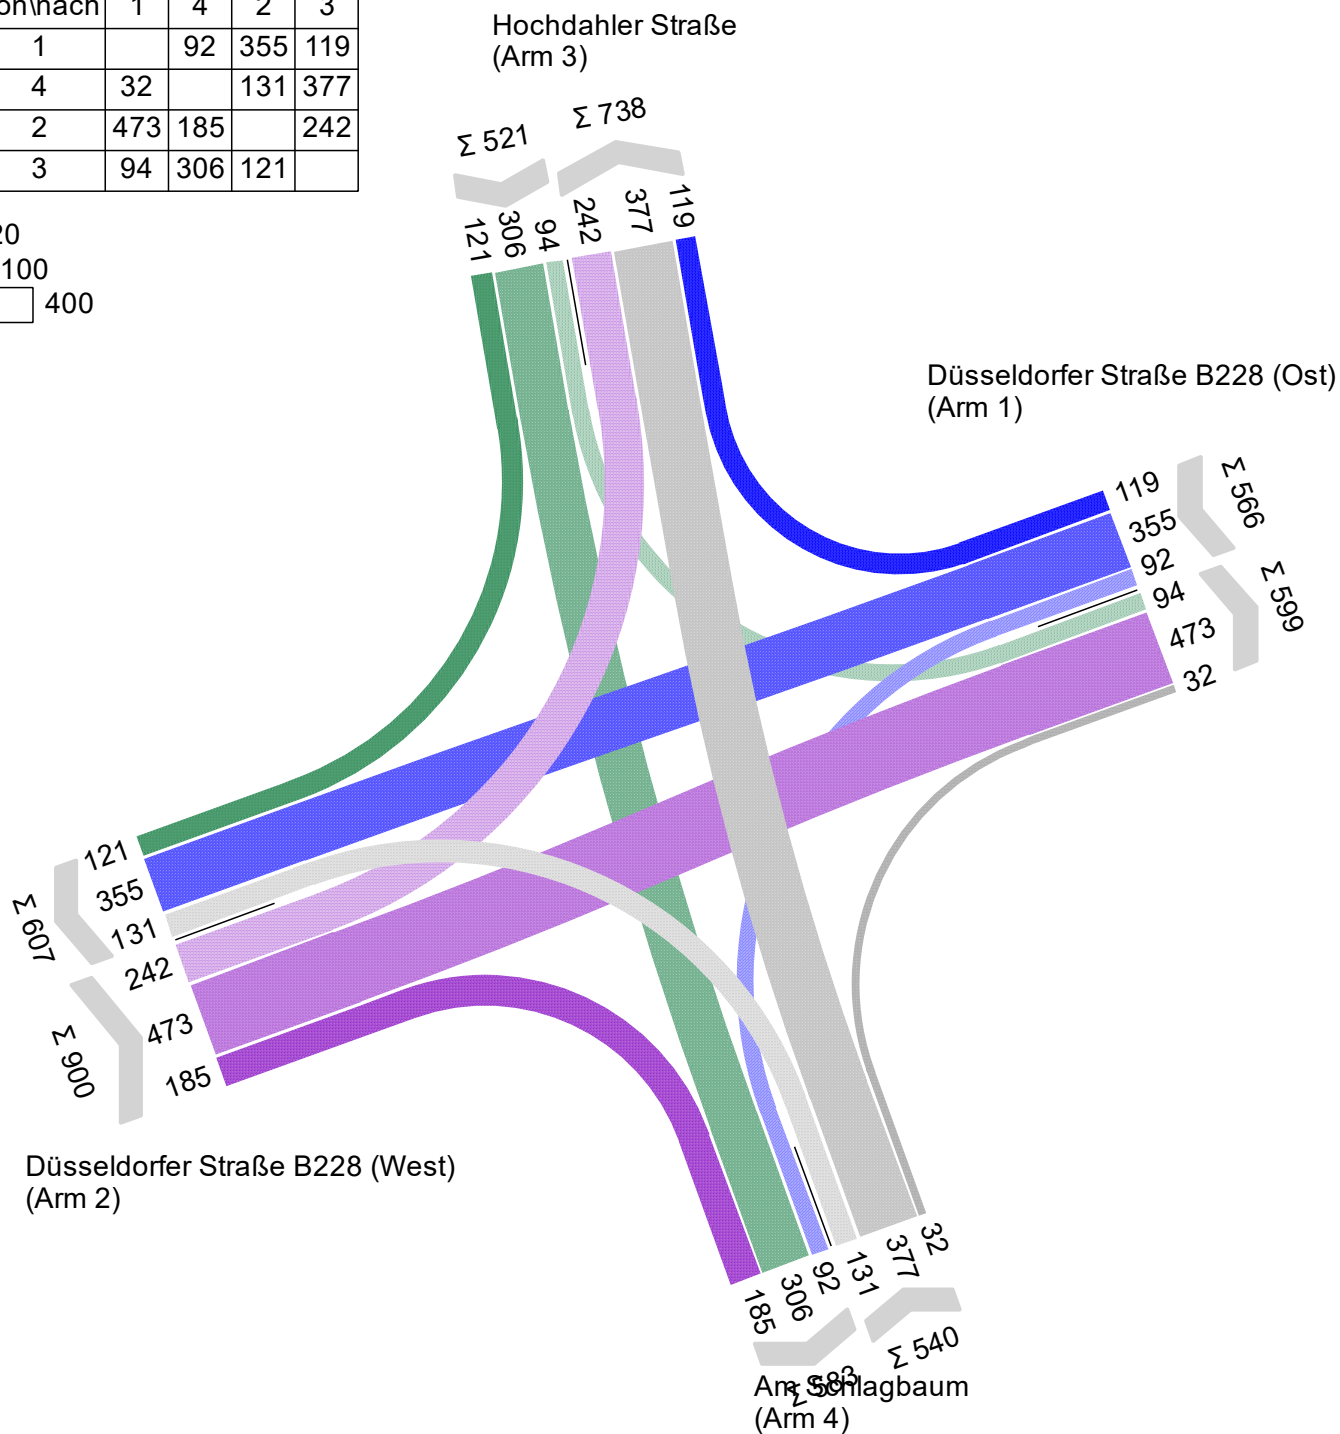 on\nach 1 4 2 3
1 92 355 119
4 32 131 377
2 473 185 242
3 94 306 121
20
100
400
Hochdahler Straße
(Arm 3)
Σ 521
Σ 738
121
306
94
242
377
119
Düsseldorfer Straße B228 (Ost)
(Arm 1)
119
355
92
94
473
32
Σ 566
Σ 599
121
355
131
242
473
185
Σ 607
Σ 900
Düsseldorfer Straße B228 (West)
(Arm 2)
185
306
92
131
377
32
Σ 583
Σ 540
Am Schlagbaum
(Arm 4)